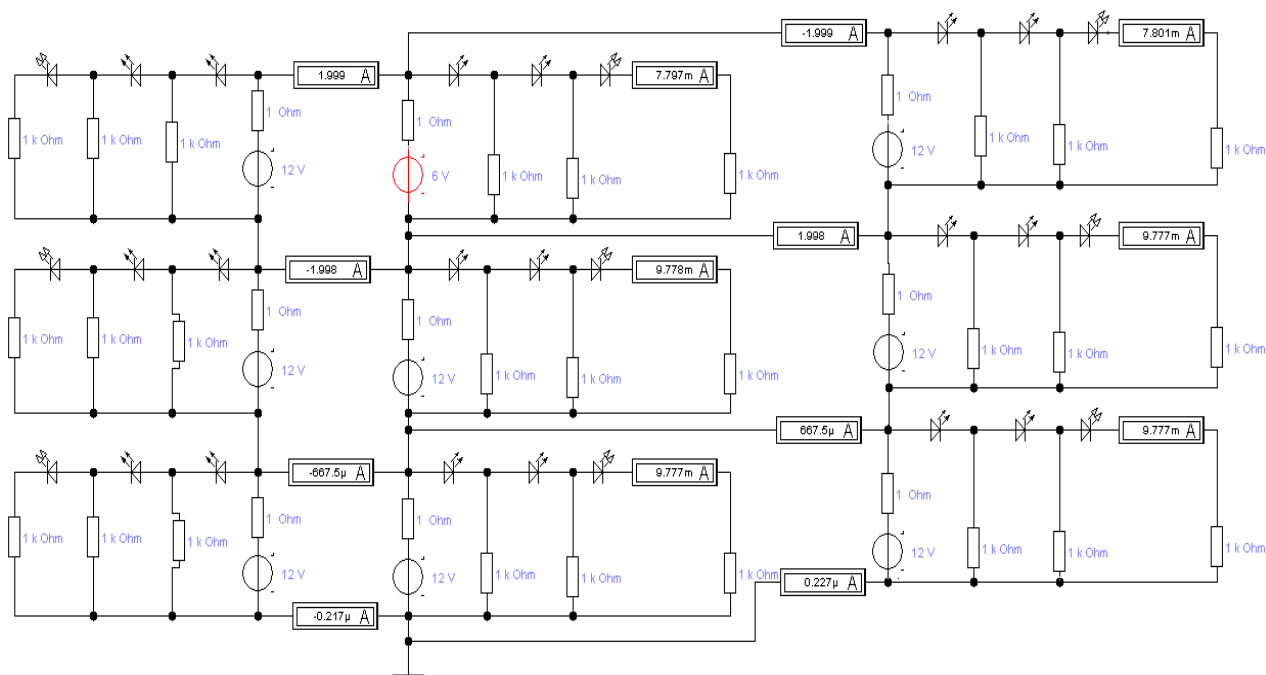 -1.999 A
7.801m A
1.999 A
7.797m A
1 Ohm
1 Ohm
1 Ohm
1 k Ohm
1 k Ohm
1 k Ohm
12 V
6 V
1 k Ohm
1 k Ohm
1 k Ohm
12 V
1 k Ohm
1 k Ohm
1 k Ohm
1.998 A
9.777m A
-1.998 A
9.778m A
1 Ohm
1 Ohm
1 Ohm
1 k Ohm
1 k Ohm
1 k Ohm
12 V
12 V
1 k Ohm
1 k Ohm
1 k Ohm
12 V
1 k Ohm
1 k Ohm
1 k Ohm
667.5µ A
9.777m A
-667.5µ A
9.777m A
1 Ohm
1 Ohm
1 Ohm
1 k Ohm
1 k Ohm
1 k Ohm
12 V
12 V
1 k Ohm
1 k Ohm
1 k Ohm
12 V
1 k Ohm
1 k Ohm
1 k Ohm
0.227µ A
-0.217µ A